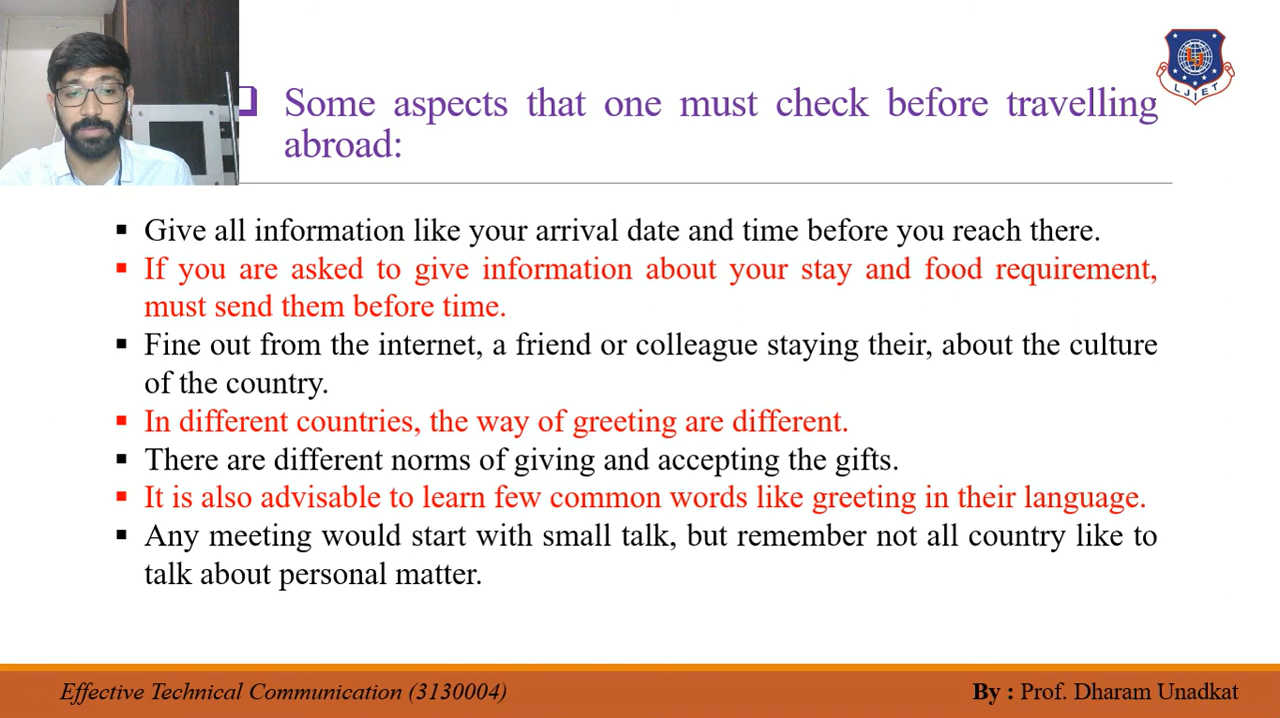 Some aspects that one must check before travelling
abroad:
LJIET
Give all information like your arrival date and time before you reach there.
If you are asked to give information about your stay and food requirement,
must send them before time.
Fine out from the internet, a friend or colleague staying their, about the culture
of the country.
In different countries, the way of greeting are different.
There are different norms of giving and accepting the gifts.
It is also advisable to learn few common words like greeting in their language.
Any meeting would start with small talk, but remember not all country like to
talk about personal matter.
Effective Technical Communication (3130004)
By : Prof. Dharam Unadkat